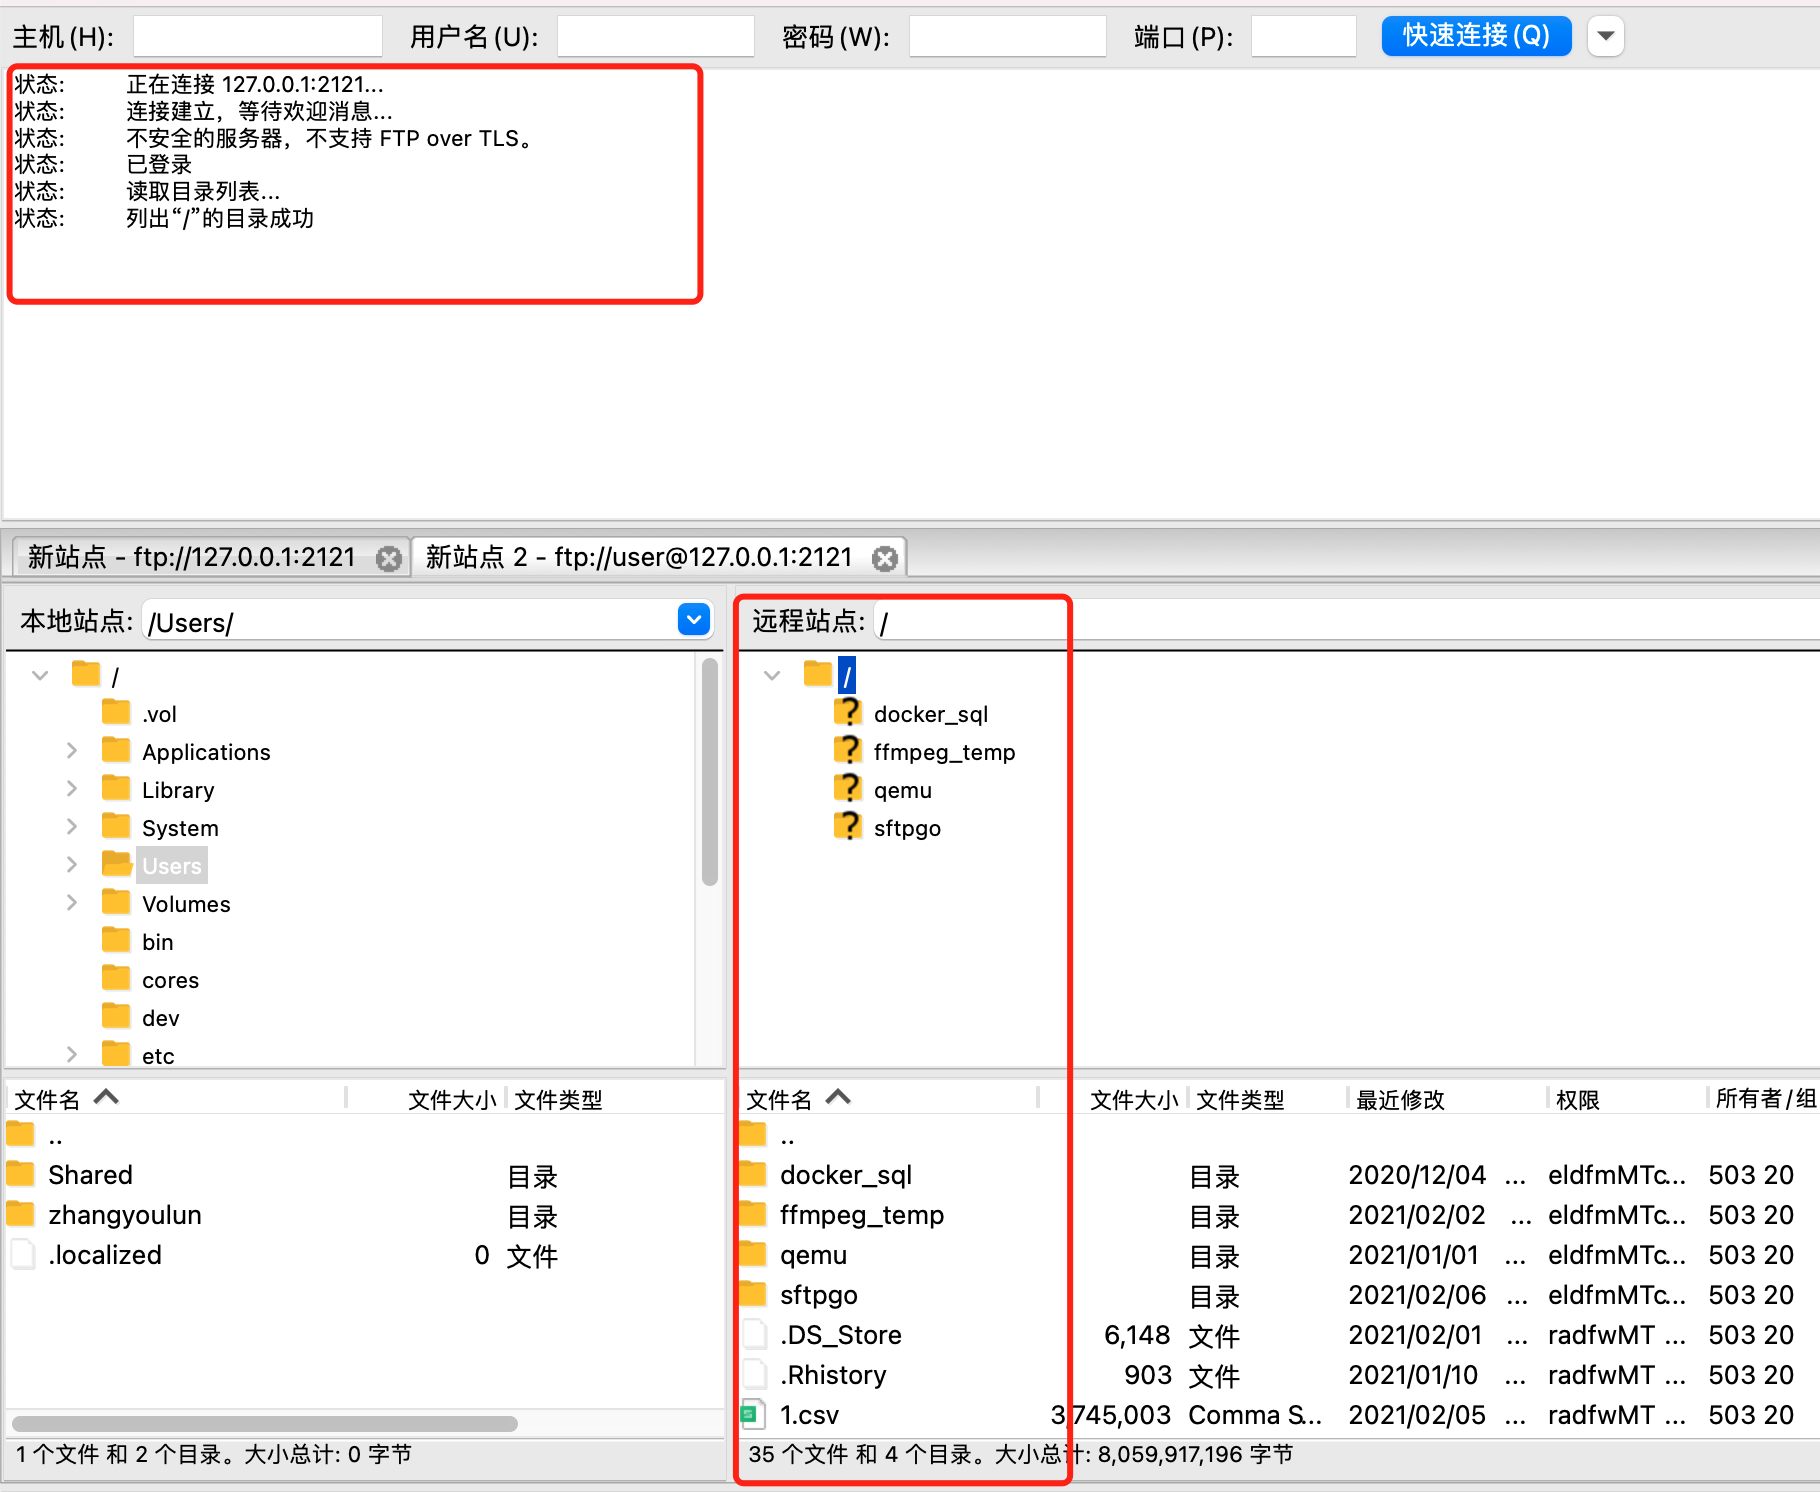 主机(H): 用户名(U): 密码(W): 端口(P): 快速连接(Q)
状态: 正在连接 127.0.0.1:2121...
状态: 连接建立，等待欢迎消息...
状态: 不安全的服务器，不支持 FTP over TLS。
状态: 已登录
状态: 读取目录列表...
状态: 列出“/”的目录成功
新站点 - ftp://127.0.0.1:2121 新站点 2 - ftp://user@127.0.0.1:2121
本地站点: /Users/
/
.vol
Applications
Library
System
Users
Volumes
bin
cores
dev
etc
文件名 文件大小 文件类型
..
Shared 目录
zhangyoulun 目录
.localized 0 文件
1 个文件 和 2 个目录。大小总计: 0 字节
远程站点: /
/
docker_sql
ffmpeg_temp
qemu
sftpgo
文件名 文件大小 文件类型 最近修改 权限 所有者/组
..
docker_sql 目录 2020/12/04 ... eldfmMTc... 503 20
ffmpeg_temp 目录 2021/02/02 ... eldfmMTc... 503 20
qemu 目录 2021/01/01 ... eldfmMTc... 503 20
sftpgo 目录 2021/02/06 ... eldfmMTc... 503 20
.DS_Store 6,148 文件 2021/02/01 ... radfwMT ... 503 20
.Rhistory 903 文件 2021/01/10 ... radfwMT ... 503 20
1.csv 3,745,003 Comma S... 2021/02/05 ... radfwMT ... 503 20
35 个文件 和 4 个目录。大小总计: 8,059,917,196 字节